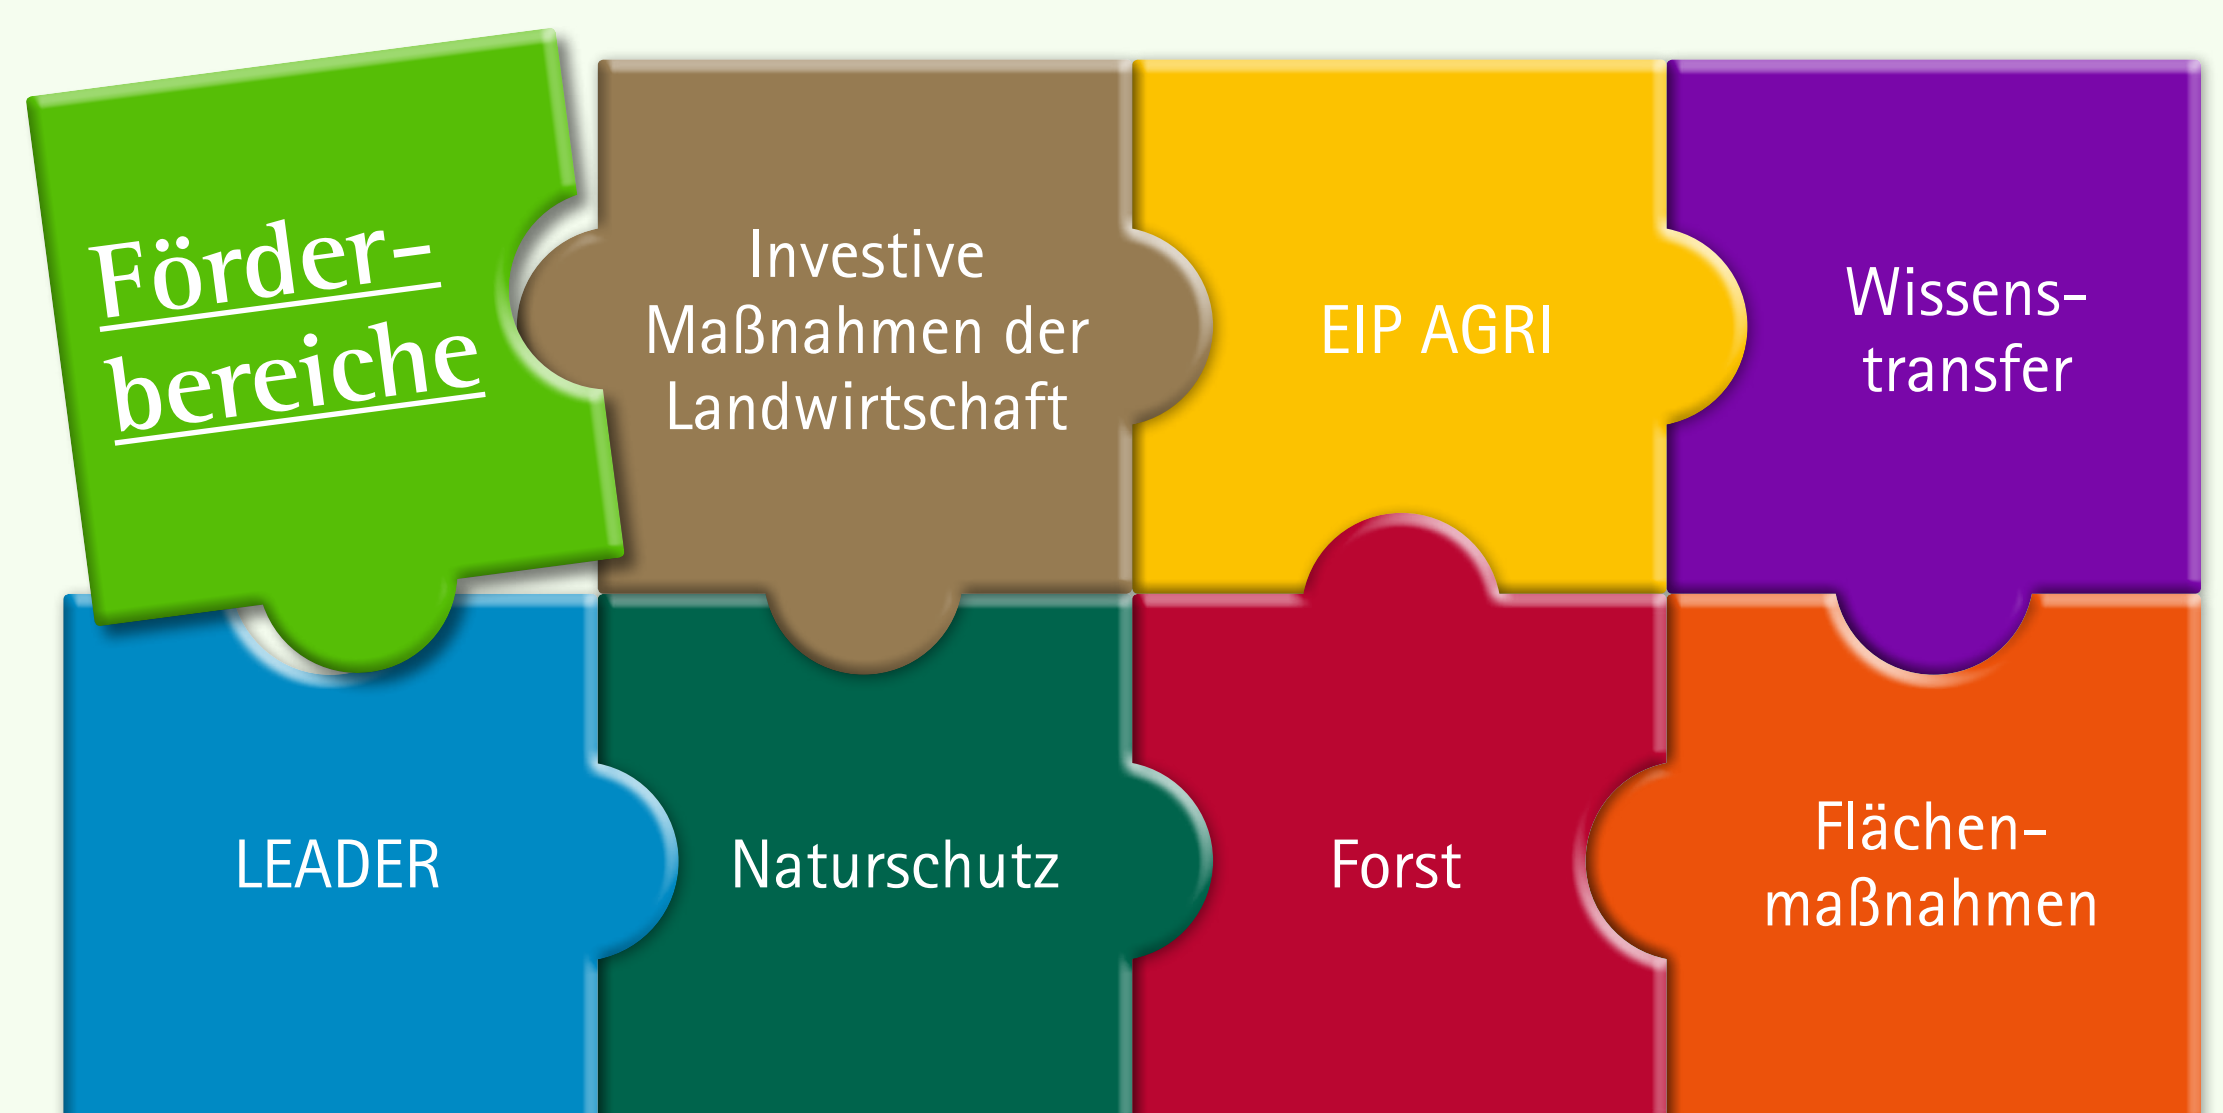 Förder-
bereiche
Investive
Maßnahmen der
Landwirtschaft
EIP AGRI
Wissens-
transfer
LEADER
Naturschutz
Forst
Flächen-
maßnahmen